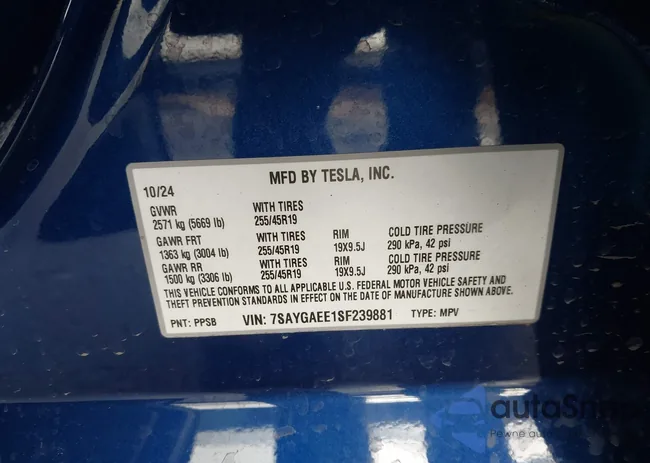 MFD BY TESLA, INC.
10/24
GVWR WITH TIRES
2571 kg (5669 lb) 255/45R19
GAWR FRT WITH TIRES RIM COLD TIRE PRESSURE
1363 kg (3004 lb) 255/45R19 19X9.5J 290 kPa, 42 psi
GAWR RR WITH TIRES RIM COLD TIRE PRESSURE
1500 kg (3306 lb) 255/45R19 19X9.5J 290 kPa, 42 psi
THIS VEHICLE CONFORMS TO ALL APPLICABLE U.S. FEDERAL MOTOR VEHICLE SAFETY AND
THEFT PREVENTION STANDARDS IN EFFECT ON THE DATE OF MANUFACTURE SHOWN ABOVE.
PNT: PPSB VIN: 7SAYGAEE1SF239881 TYPE: MPV
Pewne